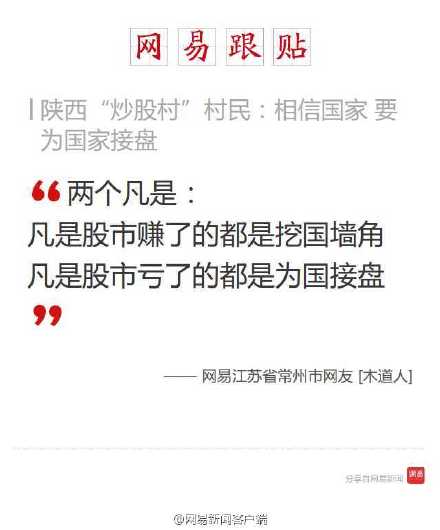 网易跟贴
陕西“炒股村”村民：相信国家 要
为国家接盘
“两个凡是：
凡是股市赚了的都是挖国墙角
凡是股市亏了的都是为国接盘
”
—— 网易江苏省常州市网友 [木道人]
分享自网易新闻 网易
@网易新闻客户端